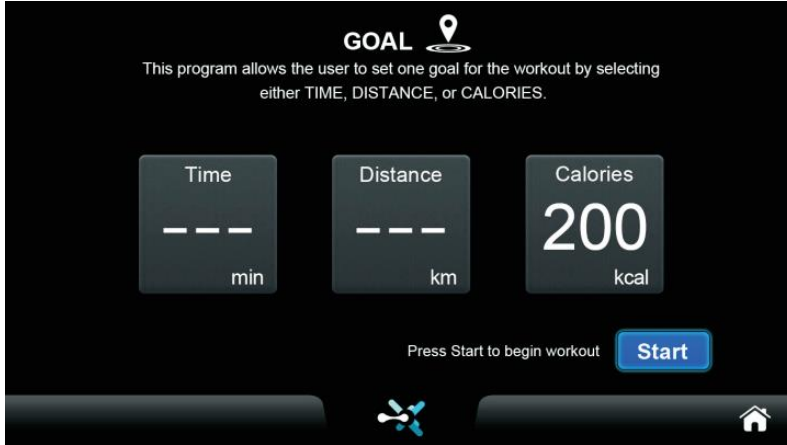 GOAL
This program allows the user to set one goal for the workout by selecting
either TIME, DISTANCE, or CALORIES.
Time
--- 
min
Distance
---
km
Calories
200
kcal
Press Start to begin workout
Start